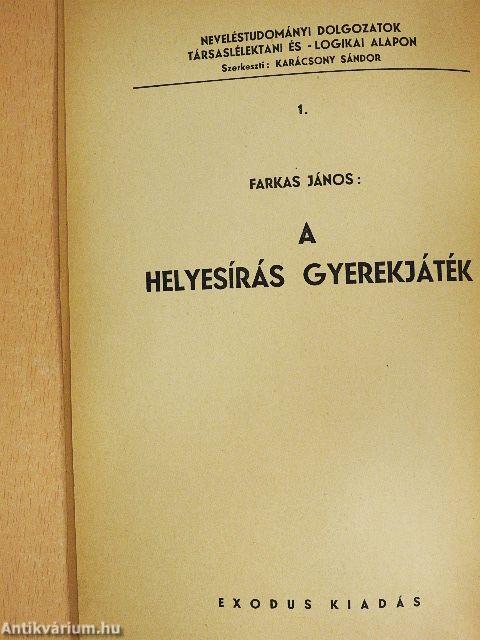 NEVELÉSTUDOMÁNYI DOLGOZATOK
TÁRSASLÉLEKTANI ÉS - LOGIKAI ALAPON
Szerkeszti: KARÁCSONY SÁNDOR
1.
FARKAS JÁNOS:
A
HELYESÍRÁS GYEREKJÁTÉK
EXODUS KIADÁS
Antikvárium.hu